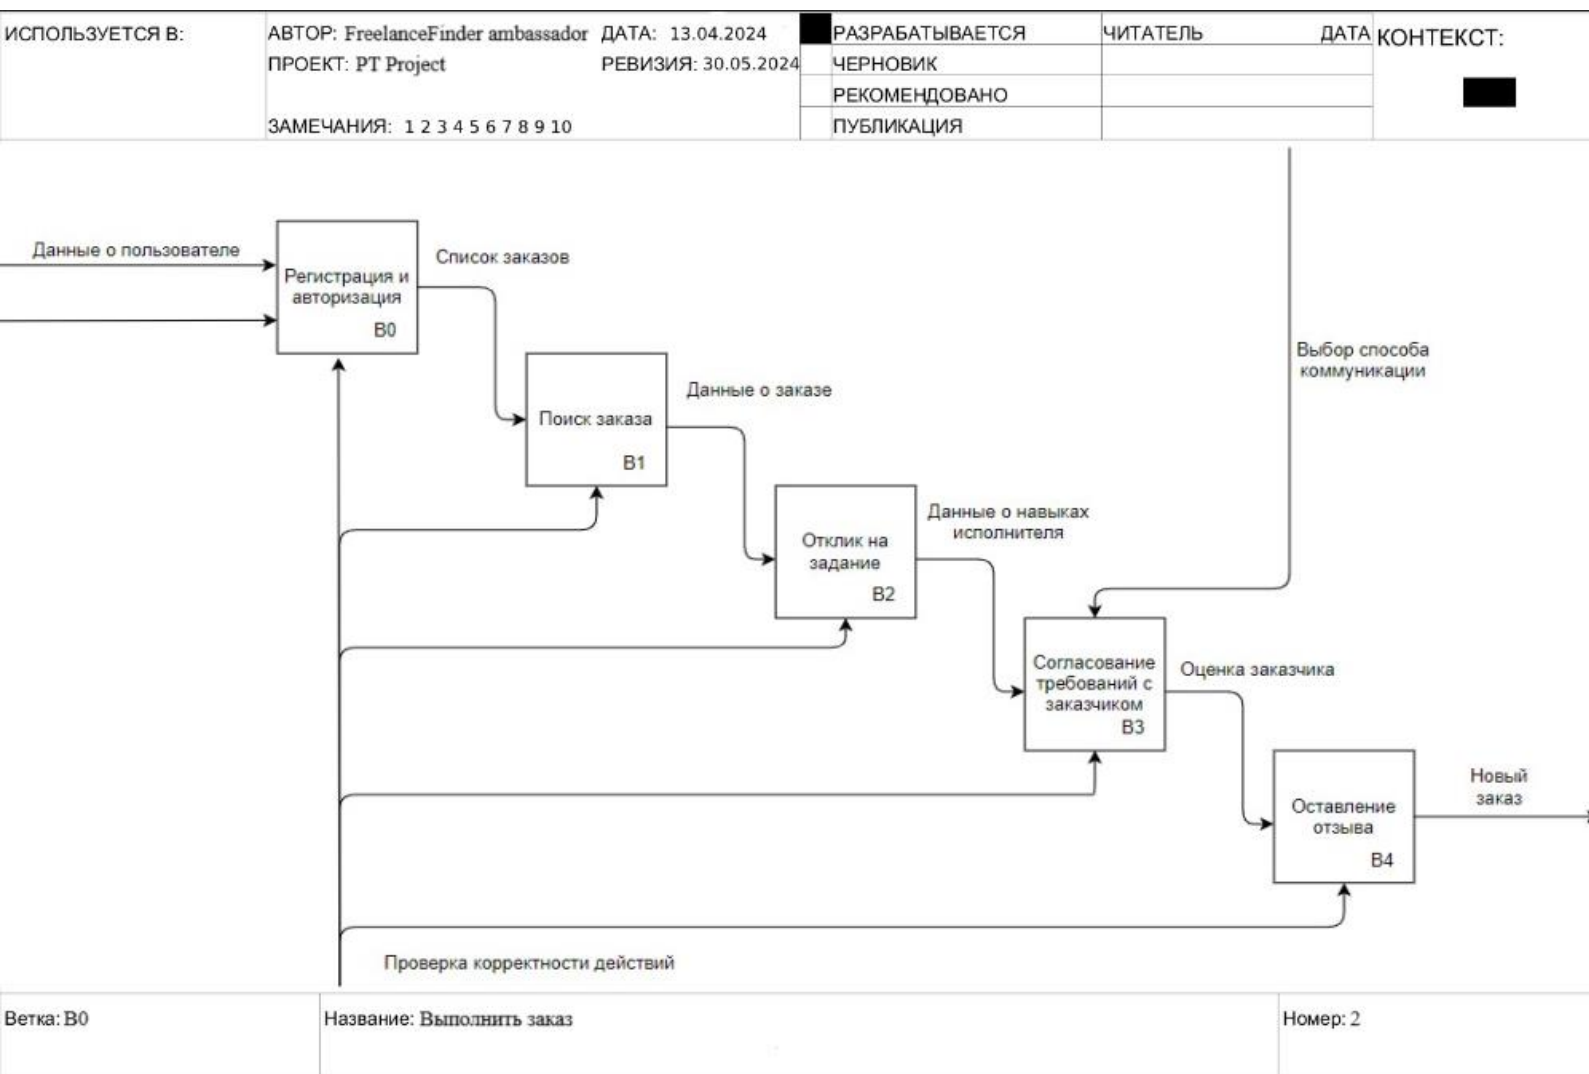 ИСПОЛЬЗУЕТСЯ В:
АВТОР: FreelanceFinder ambassador ДАТА: 13.04.2024
ПРОЕКТ: PT Project РЕВИЗИЯ: 30.05.2024
ЗАМЕЧАНИЯ: 1 2 3 4 5 6 7 8 9 10
РАЗРАБАТЫВАЕТСЯ
ЧЕРНОВИК
РЕКОМЕНДОВАНО
ПУБЛИКАЦИЯ
ЧИТАТЕЛЬ ДАТА
КОНТЕКСТ:
Данные о пользователе
Регистрация и
авторизация
B0
Список заказов
Поиск заказа
B1
Данные о заказе
Отклик на
задание
B2
Данные о навыках
исполнителя
Выбор способа
коммуникации
Согласование
требований с
заказчиком
B3
Оценка заказчика
Оставление
отзыва
B4
Новый
заказ
Проверка корректности действий
Ветка: B0
Название: Выполнить заказ
Номер: 2